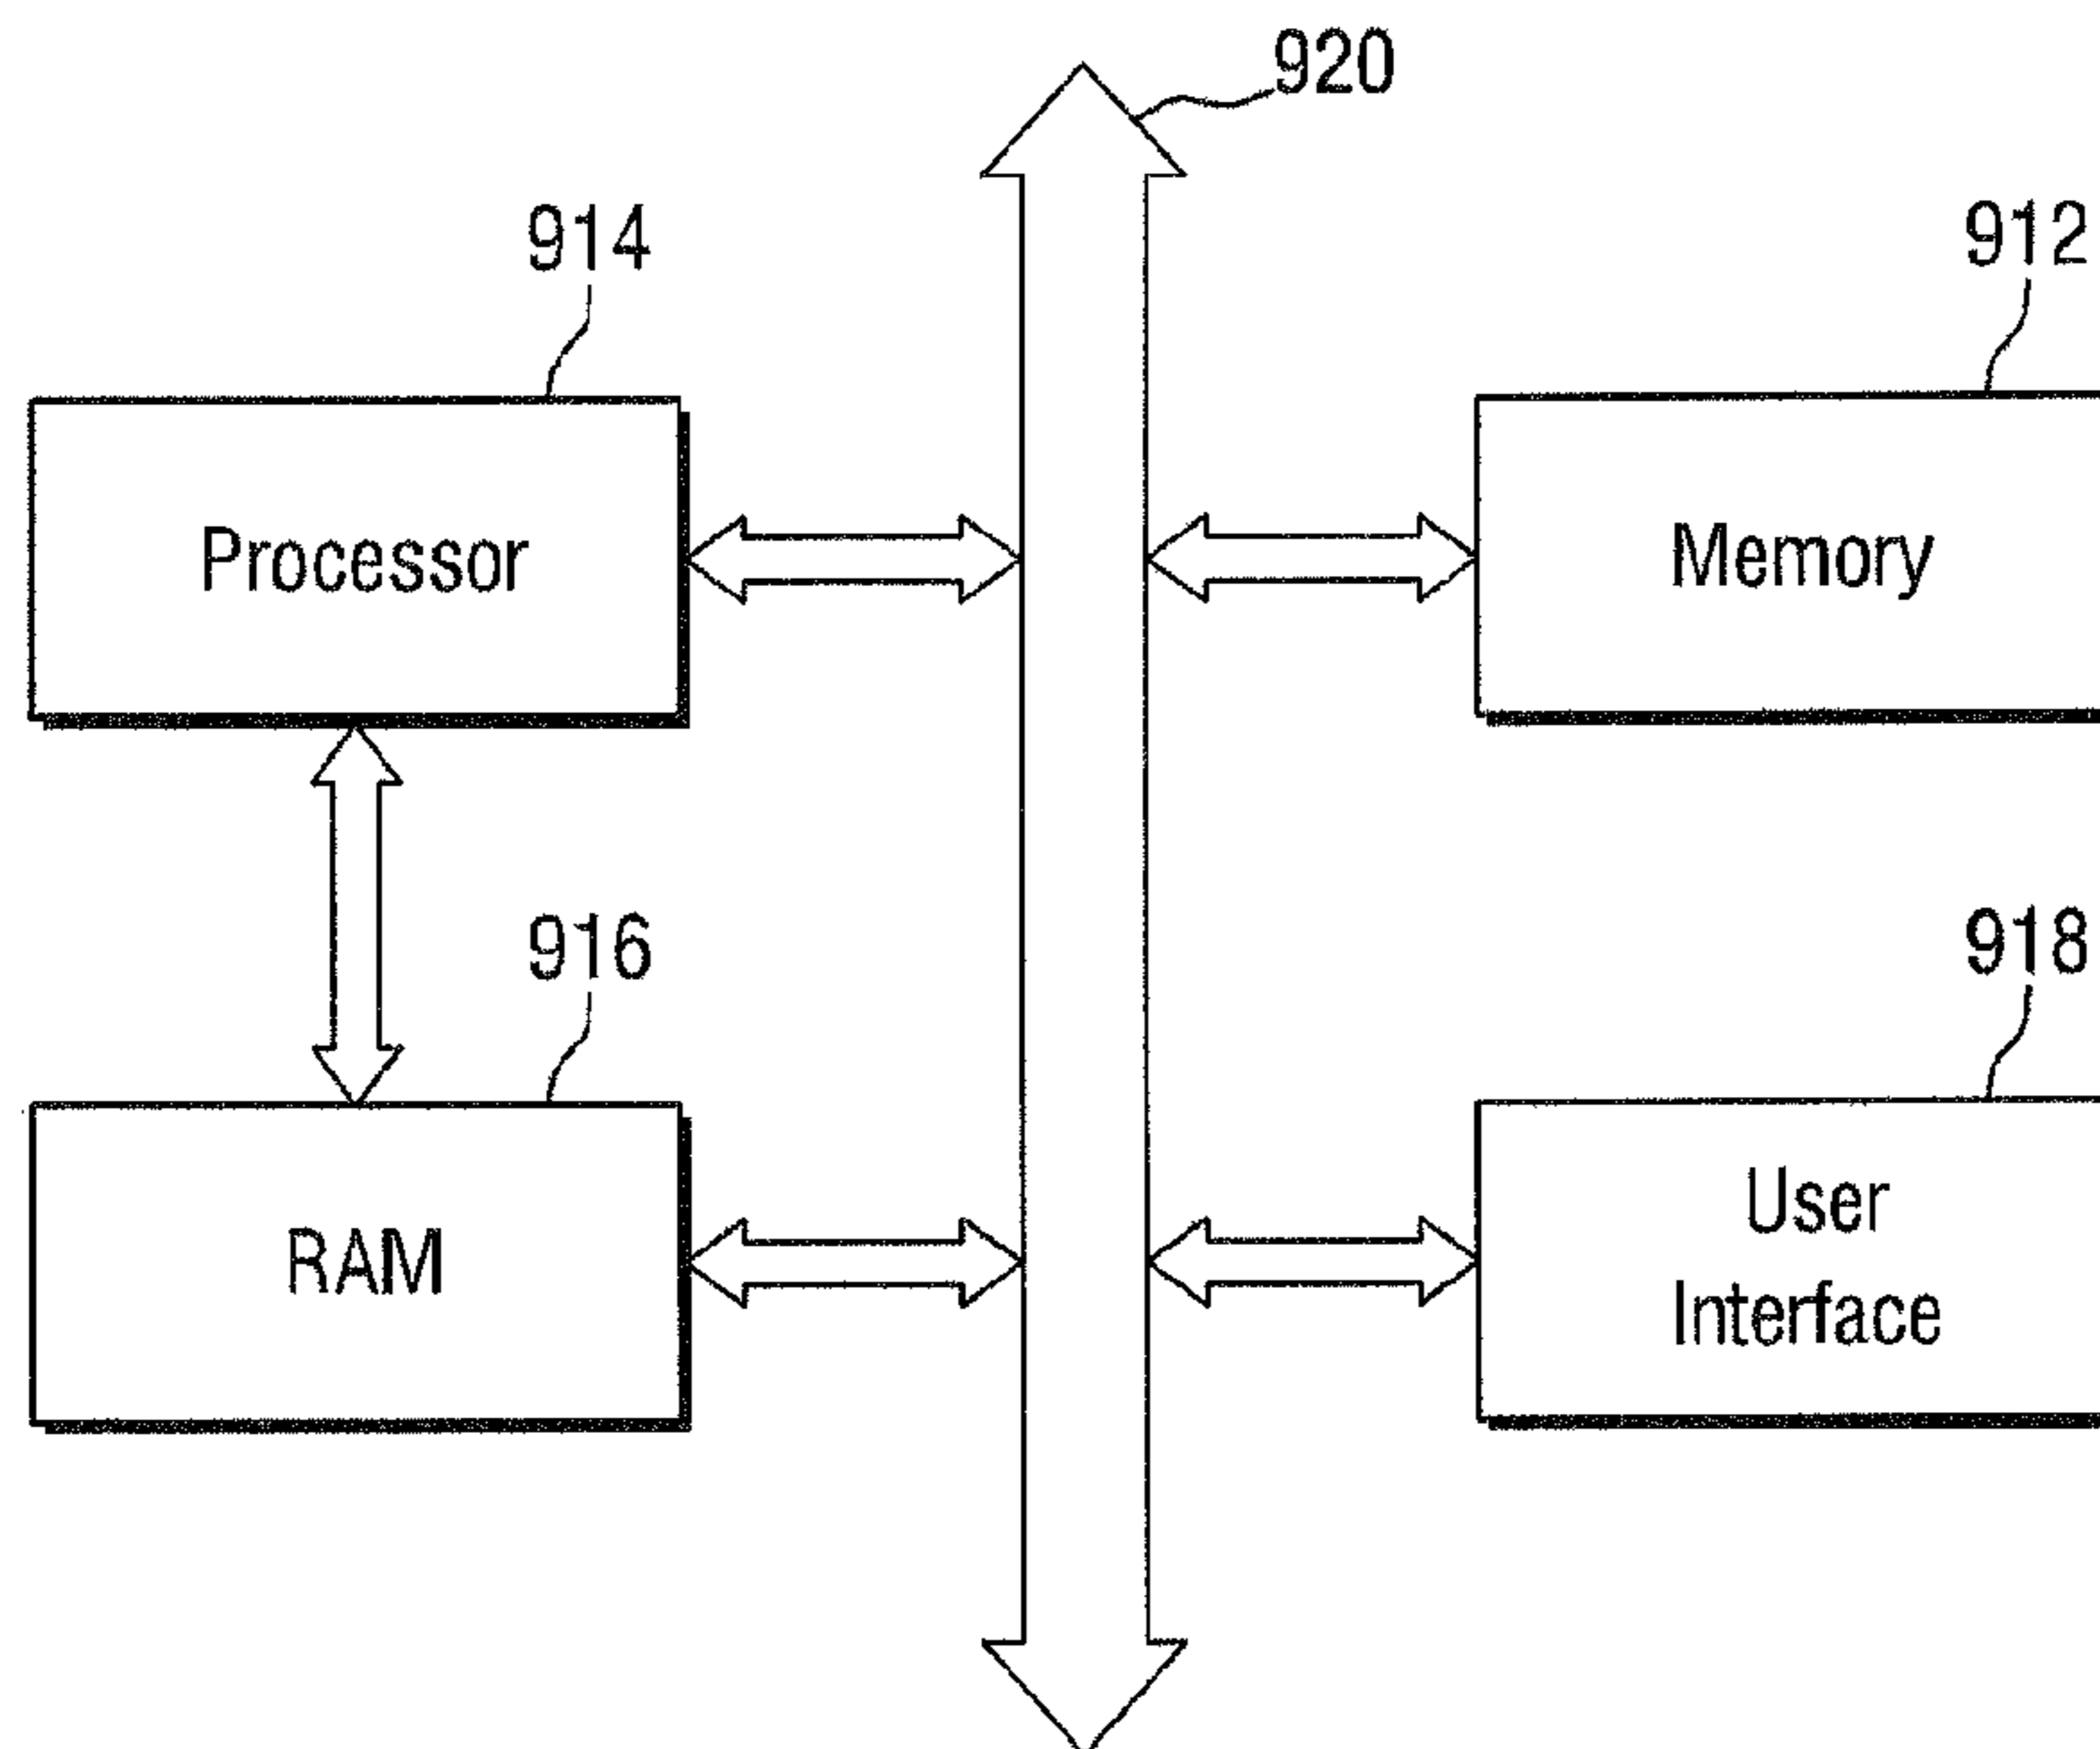 920
914
912
Processor
Memory
916
918
RAM
User
Interface